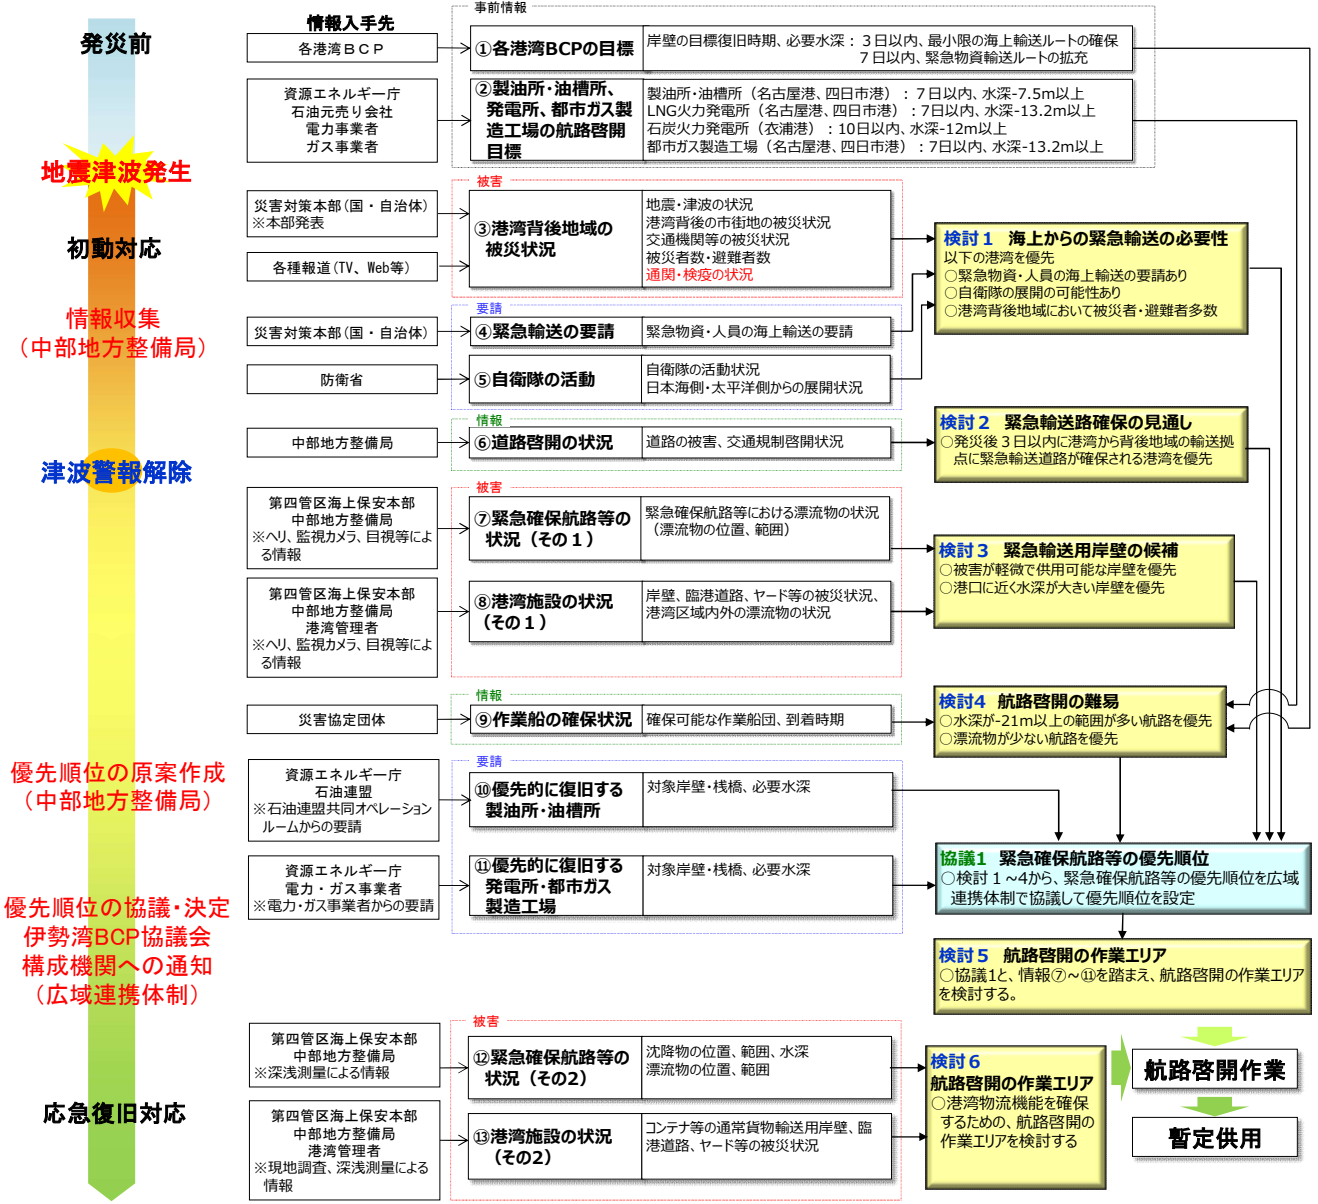 発災前
地震津波発生
初動対応
情報収集
（中部地方整備局）
津波警報解除
優先順位の原案作成
（中部地方整備局）
優先順位の協議・決定
伊勢湾BCP協議会
構成機関への通知
（広域連携体制）
応急復旧対応
情報入手先
事前情報
各港湾ＢＣＰ
①各港湾BCPの目標
岸壁の目標復旧時期、必要水深：３日以内、最小限の海上輸送ルートの確保
７日以内、緊急物資輸送ルートの拡充
資源エネルギー庁
石油元売り会社
電力事業者
ガス事業者
②製油所・油槽所、
発電所、都市ガス製
造工場の航路啓開
目標
製油所・油槽所（名古屋港、四日市港）：7日以内、水深-7.5m以上
LNG火力発電所（名古屋港、四日市港）：7日以内、水深-13.2m以上
石炭火力発電所（衣浦港）：10日以内、水深-12m以上
都市ガス製造工場（名古屋港、四日市港）：7日以内、水深-13.2m以上
被害
災害対策本部（国・自治体）
※本部発表
各種報道（TV、Web等）
③港湾背後地域の
被災状況
地震・津波の状況
港湾背後の市街地の被災状況
交通機関等の被災状況
被災者数・避難者数
通関・検疫の状況
検討１　海上からの緊急輸送の必要性
以下の港湾を優先
○緊急物資・人員の海上輸送の要請あり
○自衛隊の展開の可能性あり
○港湾背後地域において被災者・避難者多数
要請
災害対策本部（国・自治体）
④緊急輸送の要請
緊急物資・人員の海上輸送の要請
防衛省
⑤自衛隊の活動
自衛隊の活動状況
日本海側・太平洋側からの展開状況
情報
中部地方整備局
⑥道路啓開の状況
道路の被害、交通規制啓開状況
検討２　緊急輸送路確保の見通し
○発災後３日以内に港湾から背後地域の輸送拠
点に緊急輸送道路が確保される港湾を優先
被害
第四管区海上保安本部
中部地方整備局
※ヘリ、監視カメラ、目視等によ
る情報
⑦緊急確保航路等の
状況（その１）
緊急確保航路等における漂流物の状況
（漂流物の位置、範囲）
第四管区海上保安本部
中部地方整備局
港湾管理者
※ヘリ、監視カメラ、目視等によ
る情報
⑧港湾施設の状況
（その１）
岸壁、臨港道路、ヤード等の被災状況、
港湾区域内外の漂流物の状況
検討３　緊急輸送用岸壁の候補
○被害が軽微で供用可能な岸壁を優先
○港口に近く水深が大きい岸壁を優先
情報
災害協定団体
⑨作業船の確保状況
確保可能な作業船団、到着時期
検討4　航路啓開の難易
○水深が-21m以上の範囲が多い航路を優先
○漂流物が少ない航路を優先
要請
資源エネルギー庁
石油連盟
※石油連盟共同オペレーション
ルームからの要請
⑩優先的に復旧する
製油所・油槽所
対象岸壁・桟橋、必要水深
資源エネルギー庁
電力・ガス事業者
※電力・ガス事業者からの要請
⑪優先的に復旧する
発電所・都市ガス
製造工場
対象岸壁・桟橋、必要水深
協議1　緊急確保航路等の優先順位
○検討１～4から、緊急確保航路等の優先順位を広域
連携体制で協議して優先順位を設定
検討５　航路啓開の作業エリア
○協議1と、情報⑦～⑪を踏まえ、航路啓開の作業エリア
を検討する。
被害
第四管区海上保安本部
中部地方整備局
※深浅測量による情報
⑫緊急確保航路等の
状況（その2）
沈降物の位置、範囲、水深
漂流物の位置、範囲
第四管区海上保安本部
中部地方整備局
港湾管理者
※現地調査、深浅測量による
情報
⑬港湾施設の状況
（その2）
コンテナ等の通常貨物輸送用岸壁、臨
港道路、ヤード等の被災状況
検討６
航路啓開の作業エリア
○港湾物流機能を確保
するための、航路啓開の
作業エリアを検討する
航路啓開作業
暫定供用